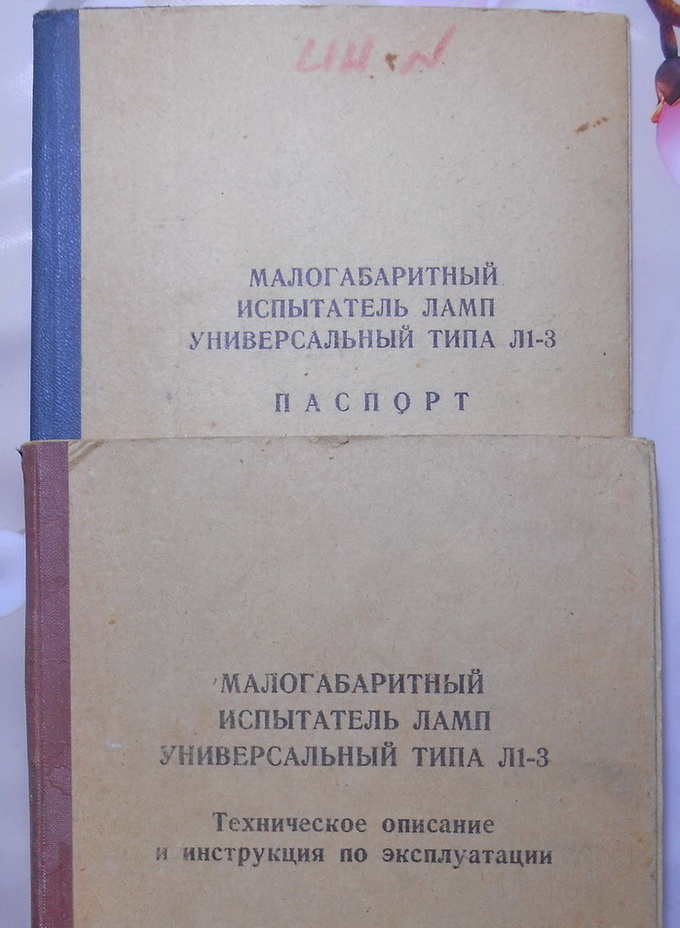 МАЛОГАБАРИТНЫЙ
ИСПЫТАТЕЛЬ ЛАМП
УНИВЕРСАЛЬНЫЙ ТИПА Л1-3
ПАСПОРТ
МАЛОГАБАРИТНЫЙ
ИСПЫТАТЕЛЬ ЛАМП
УНИВЕРСАЛЬНЫЙ ТИПА Л1-3
Техническое описание
и инструкция по эксплуатации